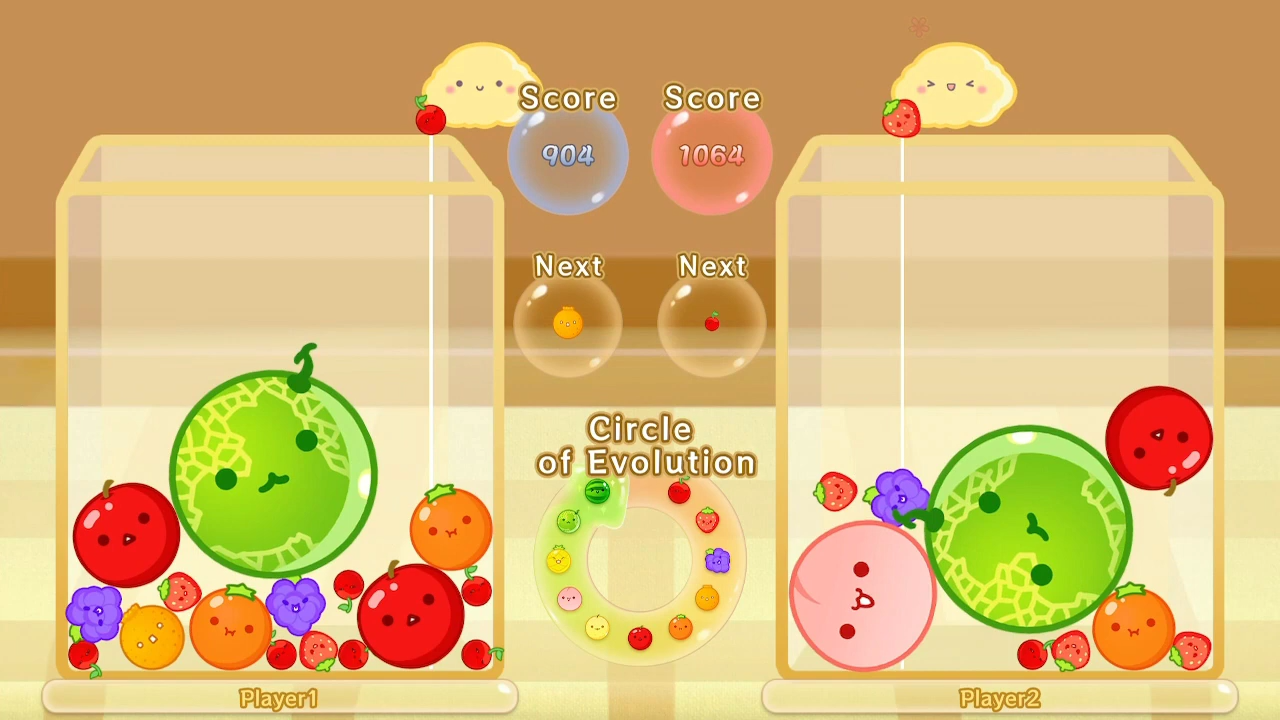 Score
Score
904
1064
Next
Next
Circle
of Evolution
Player1
Player2